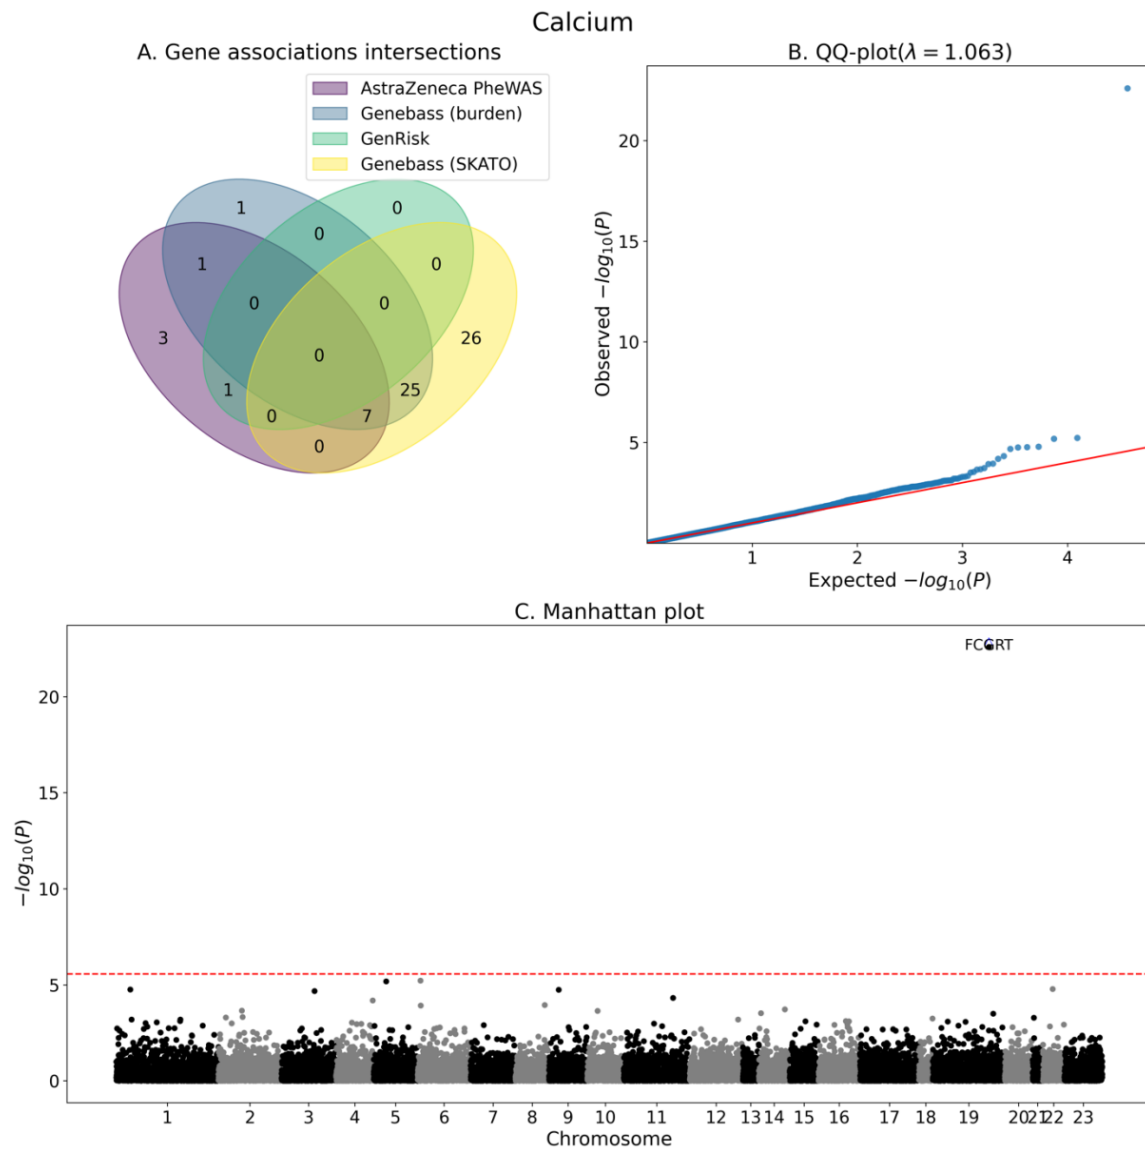 Calcium
A. Gene associations intersections
AstraZeneca PheWAS
Genebass (burden)
GenRisk
Genebass (SKATO)
1
0
0
1
0
0
0
3
0
26
0
1
25
0
7
0
B. QQ-plot(λ = 1.063)
Observed −log₁₀(P)
20
15
10
5
1 2 3 4
Expected −log₁₀(P)
C. Manhattan plot
FCGRT
−log₁₀(P)
20
15
10
5
0
1 2 3 4 5 6 7 8 9 10 11 12 13 14 15 16 17 18 19 20 21 22 23
Chromosome